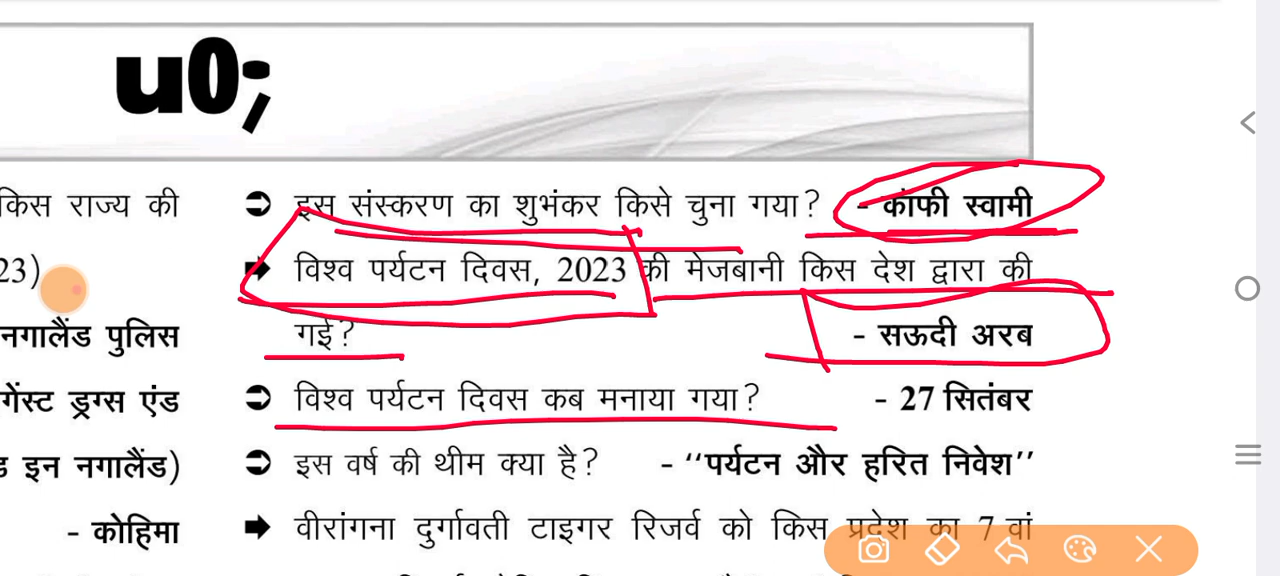 u0;
किस राज्य की
23)
नगालैंड पुलिस
गेंस्ट ड्रग्स एंड
इन नगालैंड)
- कोहिमा
➲ इस संस्करण का शुभंकर किसे चुना गया? - कॉफी स्वामी
➡ विश्व पर्यटन दिवस, 2023 की मेजबानी किस देश द्वारा की
गई? - सऊदी अरब
➲ विश्व पर्यटन दिवस कब मनाया गया? - 27 सितंबर
➲ इस वर्ष की थीम क्या है? - ‘‘पर्यटन और हरित निवेश’’
➡ वीरांगना दुर्गावती टाइगर रिजर्व को किस प्रदेश का 7 वां